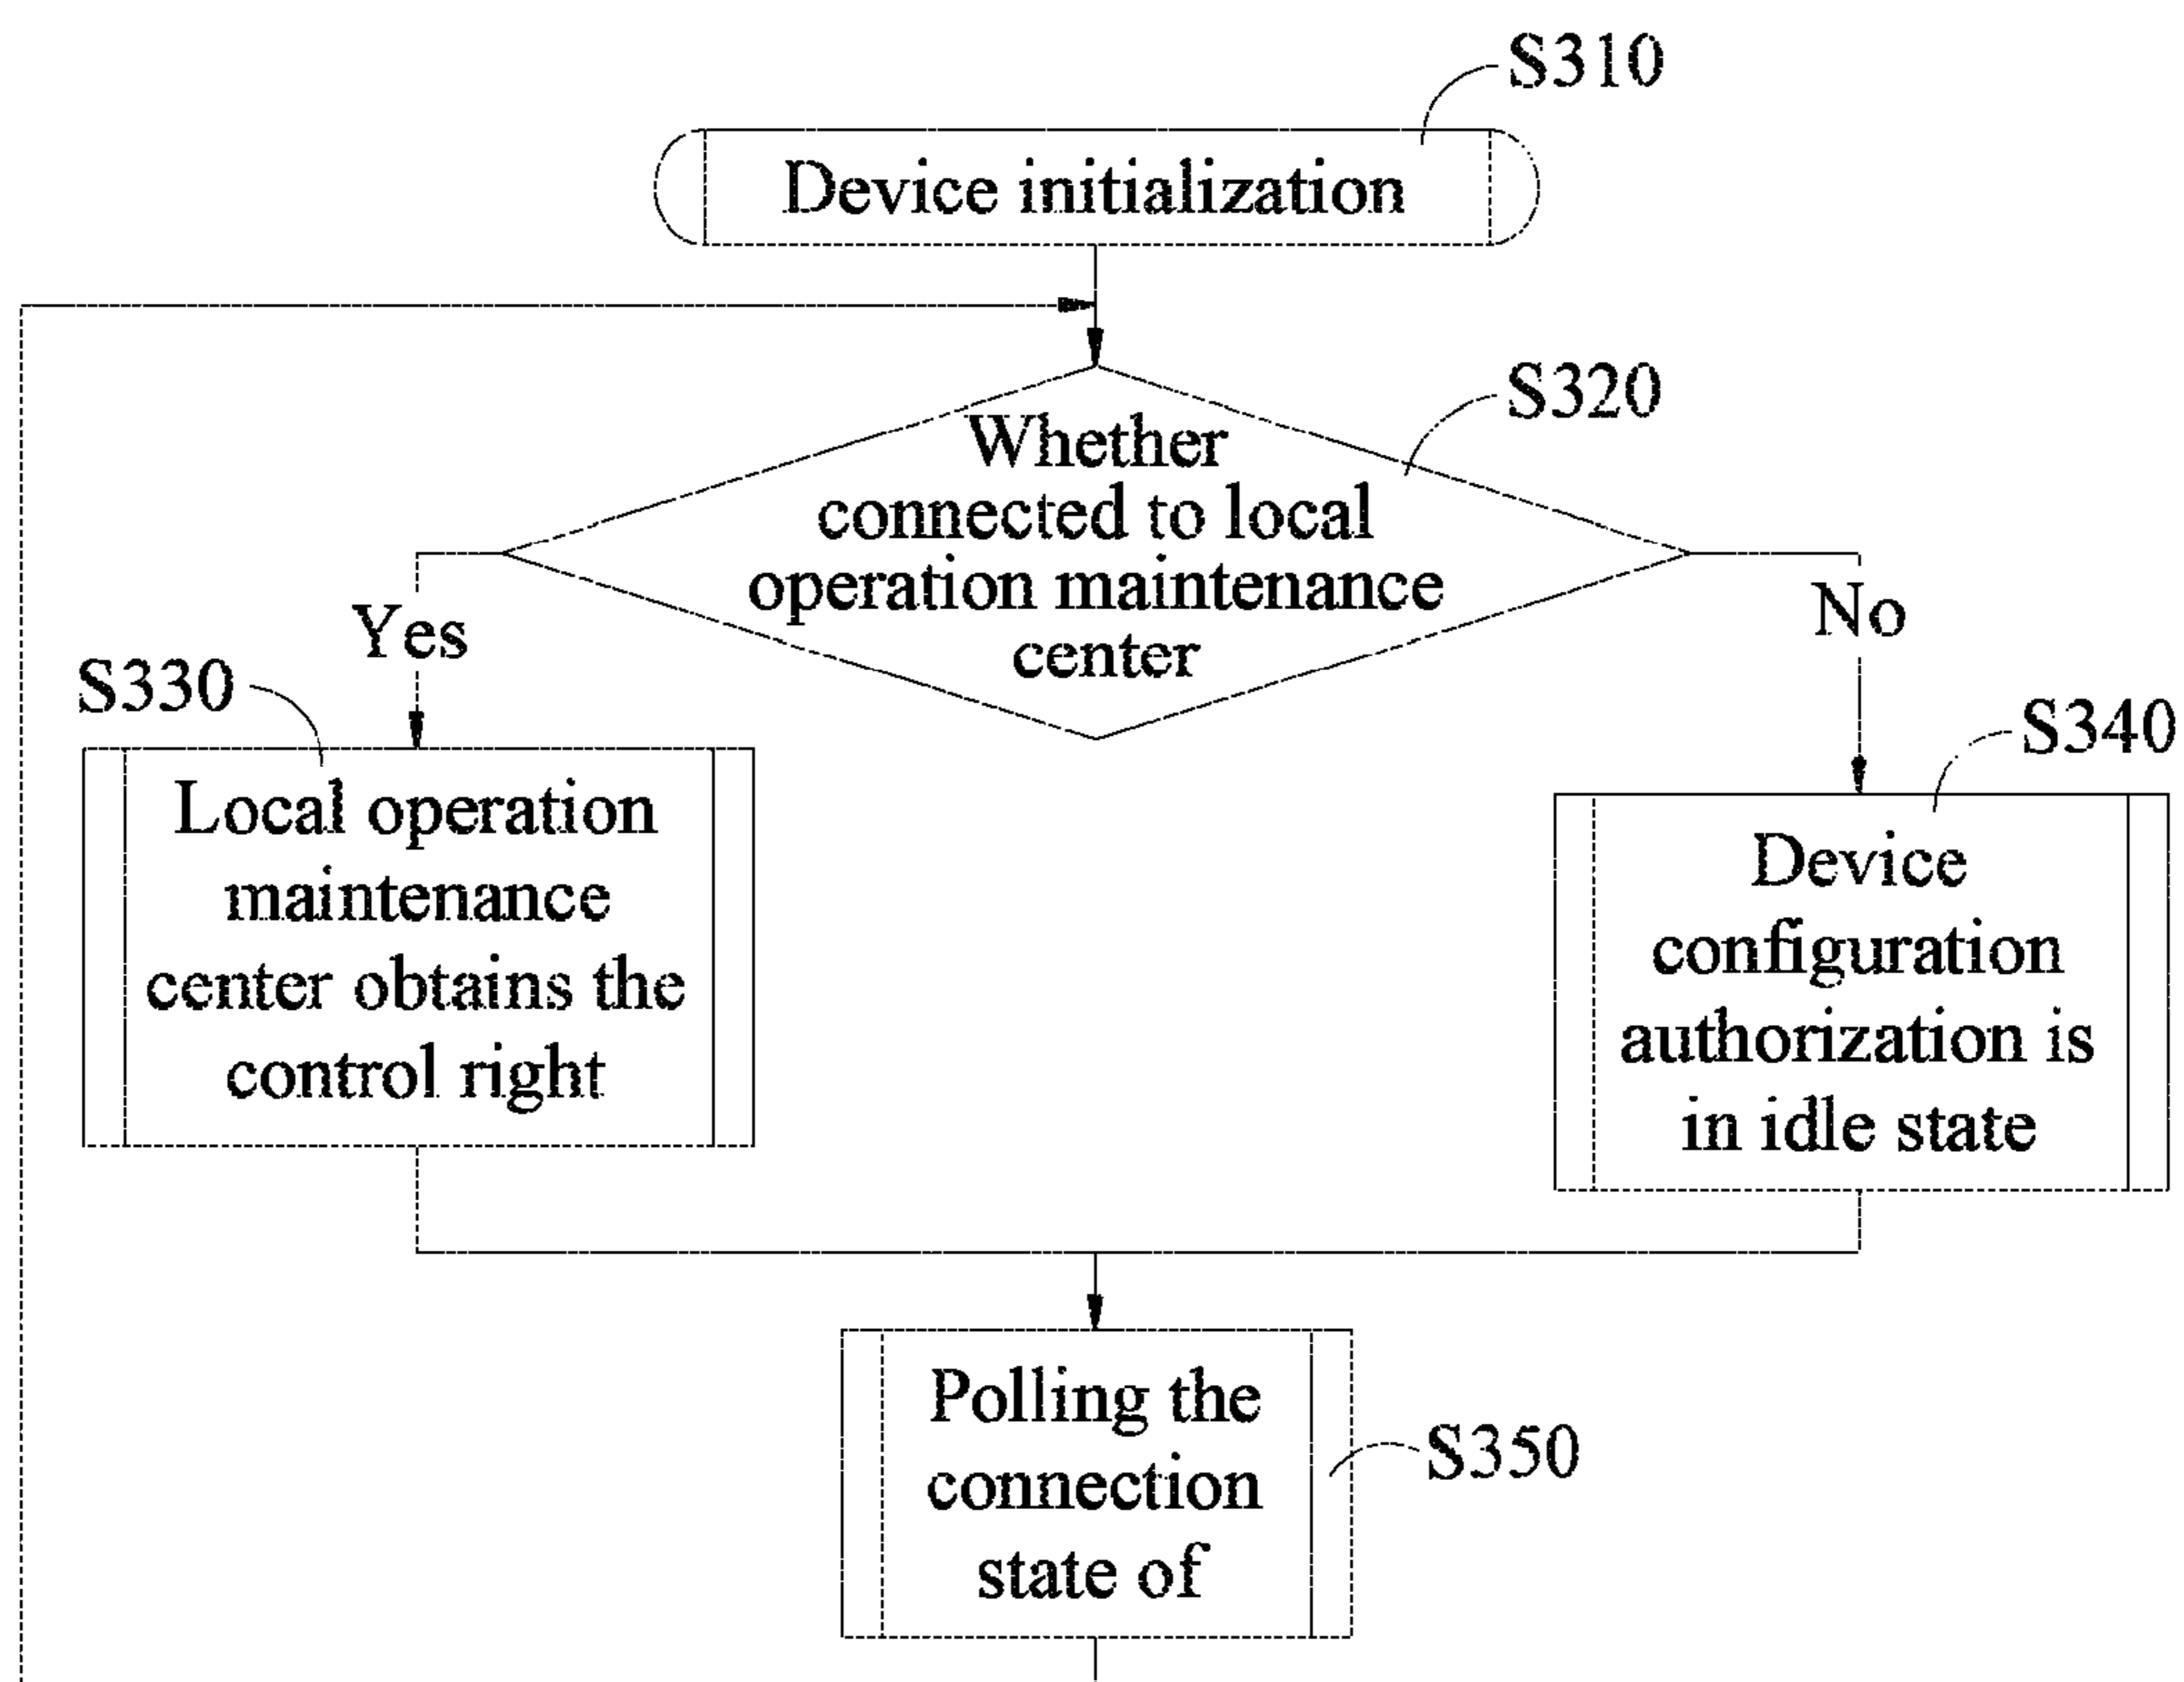 S310
Device initialization
S320
Whether
connected to local
operation maintenance
center
Yes
No
S330
Local operation
maintenance
center obtains the
control right
S340
Device
configuration
authorization is
in idle state
Polling the
connection
state of
S350